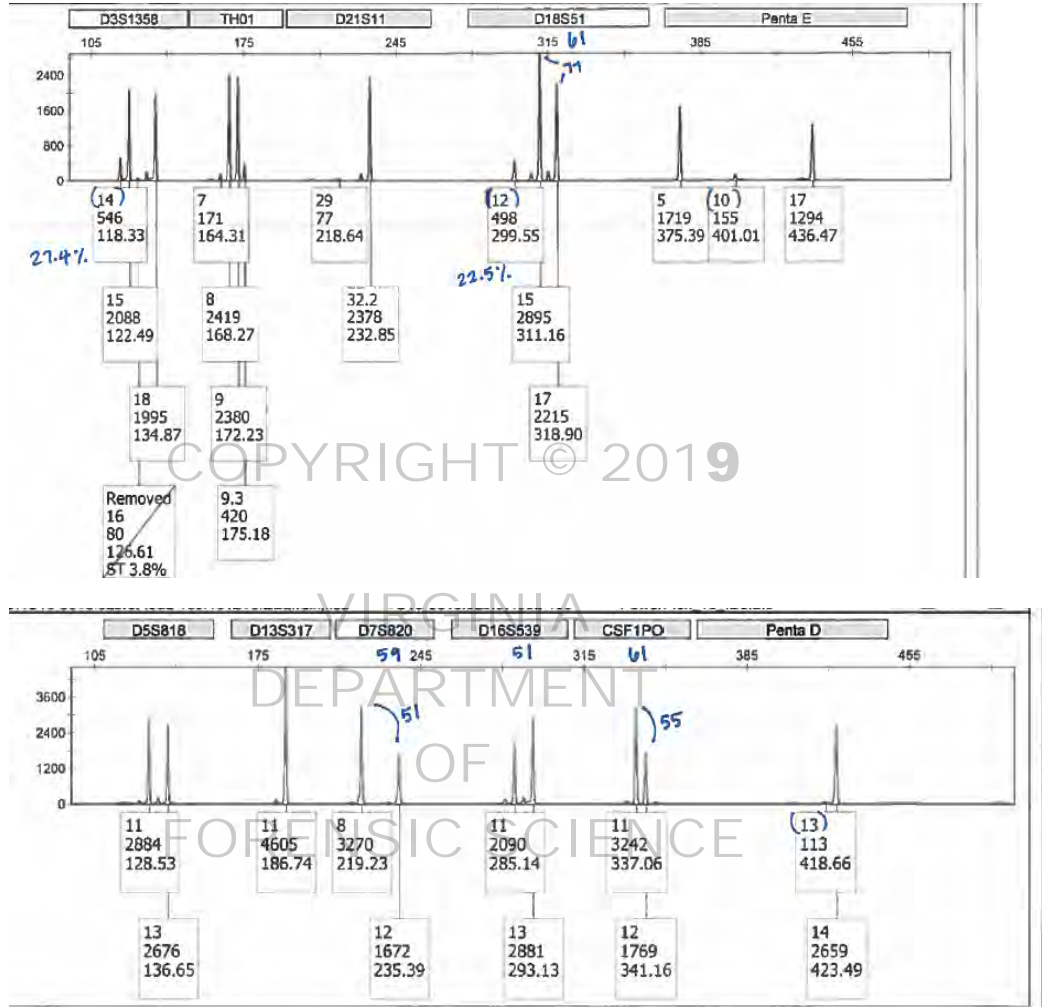 D3S1358 TH01 D21S11 D18S51 Penta E
105 175 245 315 61 385 455
77
2400
1600
800
0
(14) 7 29 (12) 5 (10) 17
546 171 77 498 1719 155 1294
118.33 164.31 218.64 299.55 375.39 401.01 436.47
27.4% 22.5%
15 8 32.2 15
2088 2419 2378 2895
122.49 168.27 232.85 311.16
18 9 17
1995 2380 2215
134.87 172.23 318.90
COPYRIGHT © 2019
Removed 9.3
16 420
80 175.18
126.61
ST 3.8%
VIRGINIA
D5S818 D13S317 D7S820 D16S539 CSF1PO Penta D
105 175 59 245 51 315 61 385 455
DEPARTMENT
3600
51 55
2400
OF
1200
0
11 11 8 11 11 (13)
2884 4605 3270 2090 3242 113
128.53 186.74 219.23 285.14 337.06 418.66
FORENSIC SCIENCE
13 12 13 12 14
2676 1672 2881 1769 2659
136.65 235.39 293.13 341.16 423.49